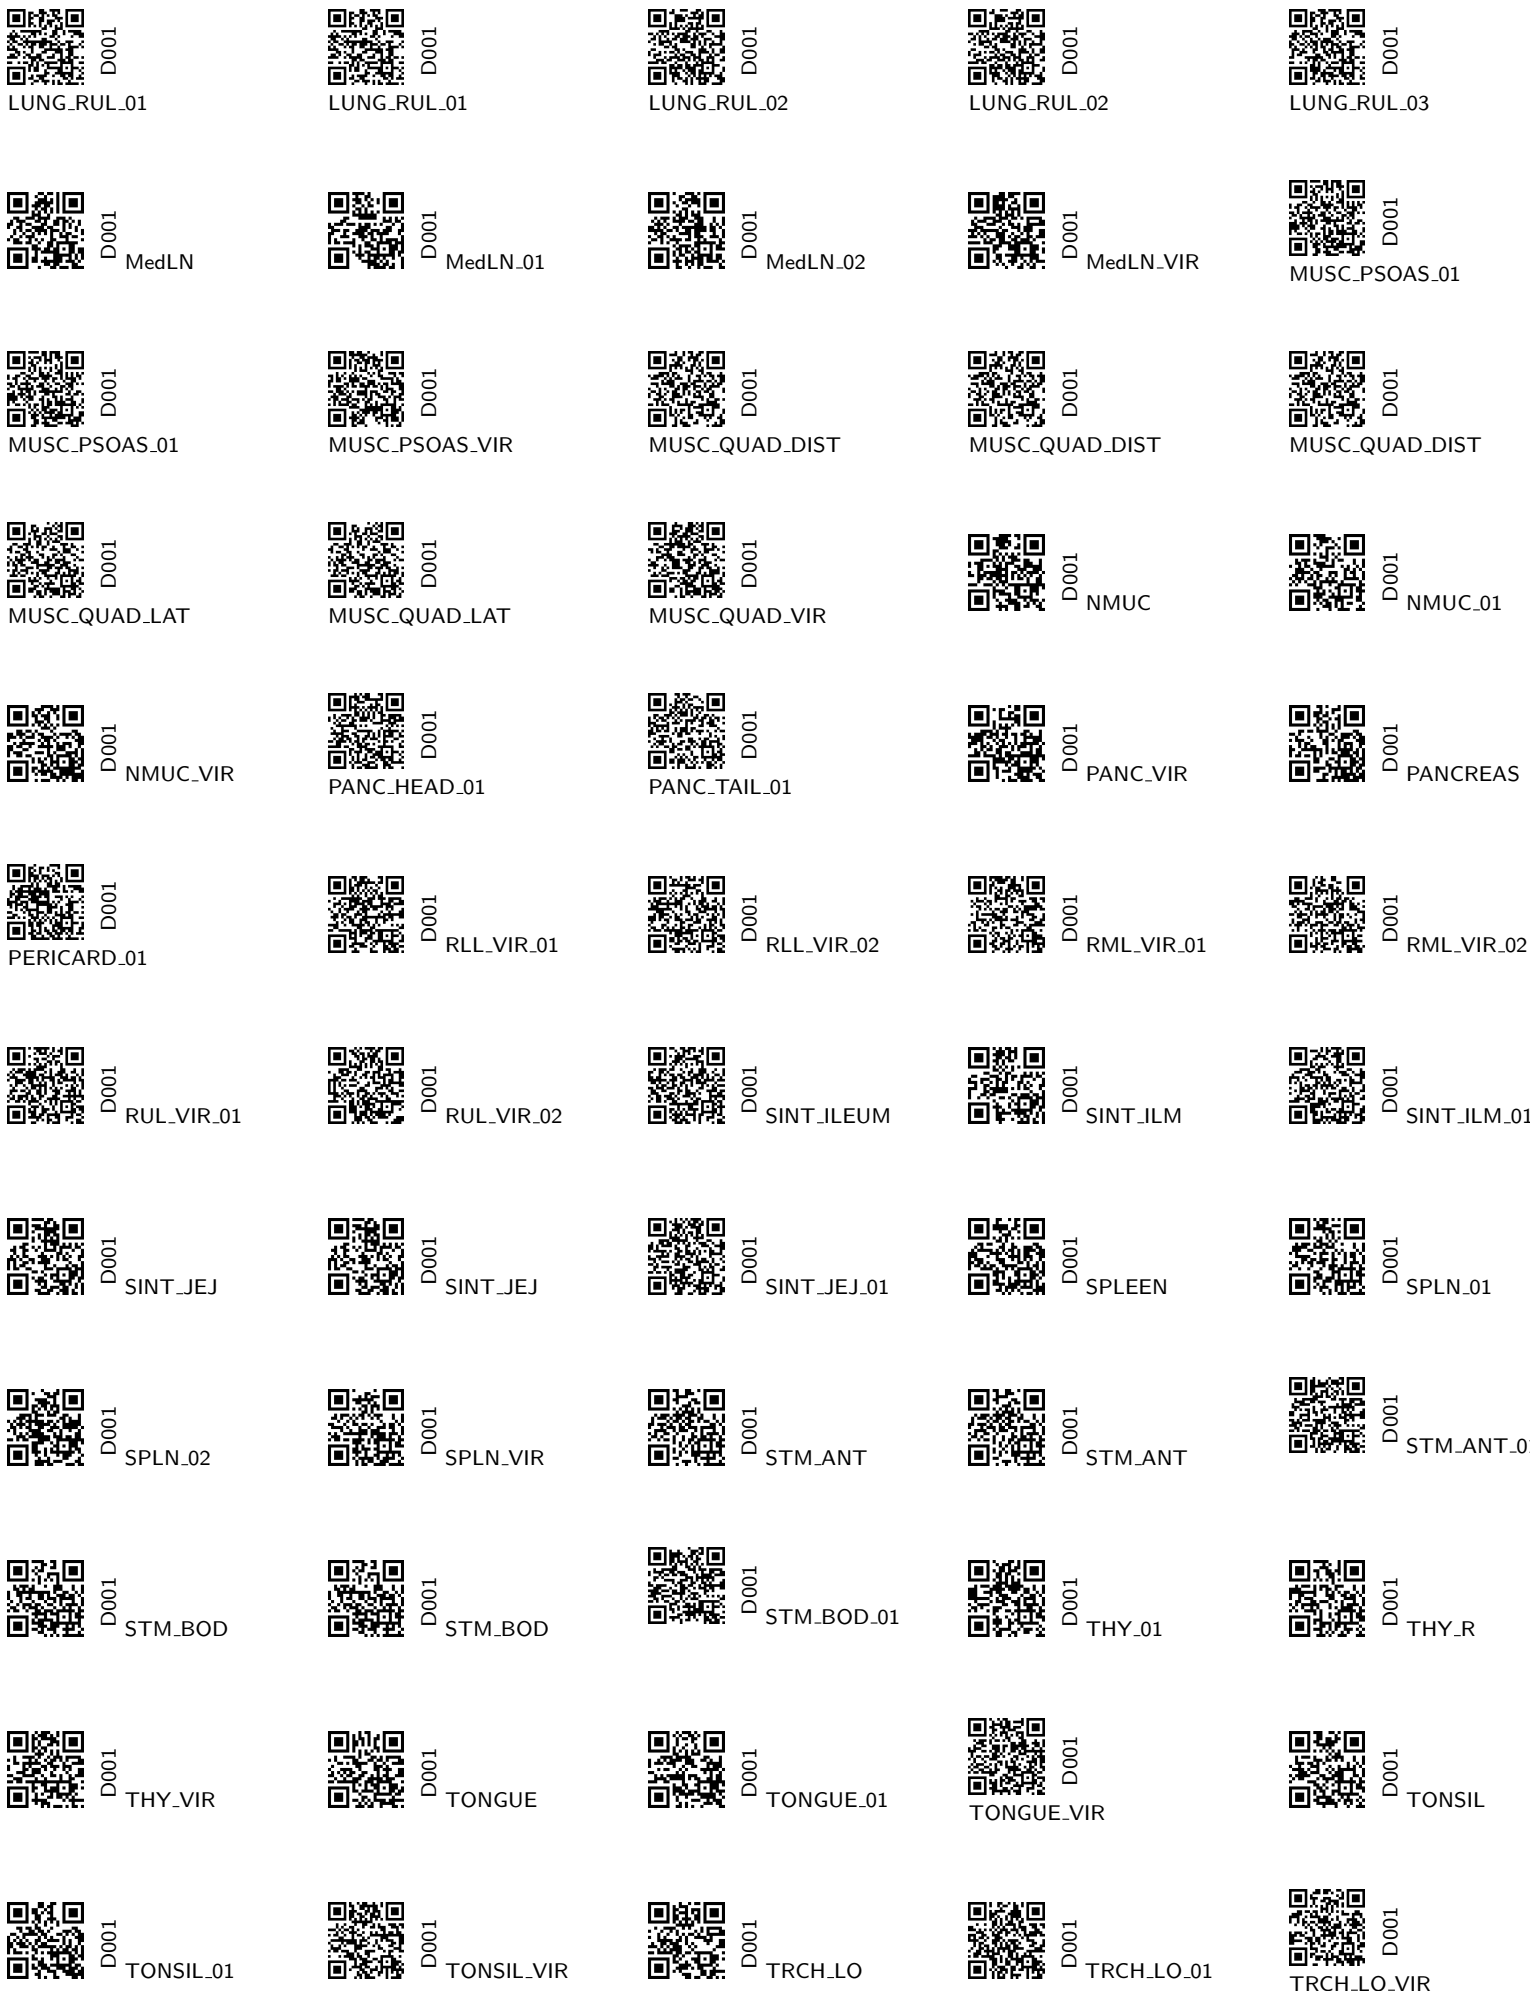 D001 D001 D001 D001 D001
LUNG_RUL_01 LUNG_RUL_01 LUNG_RUL_02 LUNG_RUL_02 LUNG_RUL_03
D001 MedLN D001 MedLN_01 D001 MedLN_02 D001 MedLN_VIR D001
MUSC_PSOAS_01
D001 D001 D001 D001 D001
MUSC_PSOAS_01 MUSC_PSOAS_VIR MUSC_QUAD_DIST MUSC_QUAD_DIST MUSC_QUAD_DIST
D001 D001 D001 D001 NMUC D001 NMUC_01
MUSC_QUAD_LAT MUSC_QUAD_LAT MUSC_QUAD_VIR
D001 NMUC_VIR D001 D001 D001 PANC_VIR D001 PANCREAS
PANC_HEAD_01 PANC_TAIL_01
D001 D001 RLL_VIR_01 D001 RLL_VIR_02 D001 RML_VIR_01 D001 RML_VIR_02
PERICARD_01
D001 RUL_VIR_01 D001 RUL_VIR_02 D001 SINT_ILEUM D001 SINT_ILM D001 SINT_ILM_01
D001 SINT_JEJ D001 SINT_JEJ D001 SINT_JEJ_01 D001 SPLEEN D001 SPLN_01
D001 SPLN_02 D001 SPLN_VIR D001 STM_ANT D001 STM_ANT D001 STM_ANT_01
D001 STM_BOD D001 STM_BOD D001 STM_BOD_01 D001 THY_01 D001 THY_R
D001 THY_VIR D001 TONGUE D001 TONGUE_01 D001 D001 TONSIL
TONGUE_VIR
D001 TONSIL_01 D001 TONSIL_VIR D001 TRCH_LO D001 TRCH_LO_01 D001
TRCH_LO_VIR